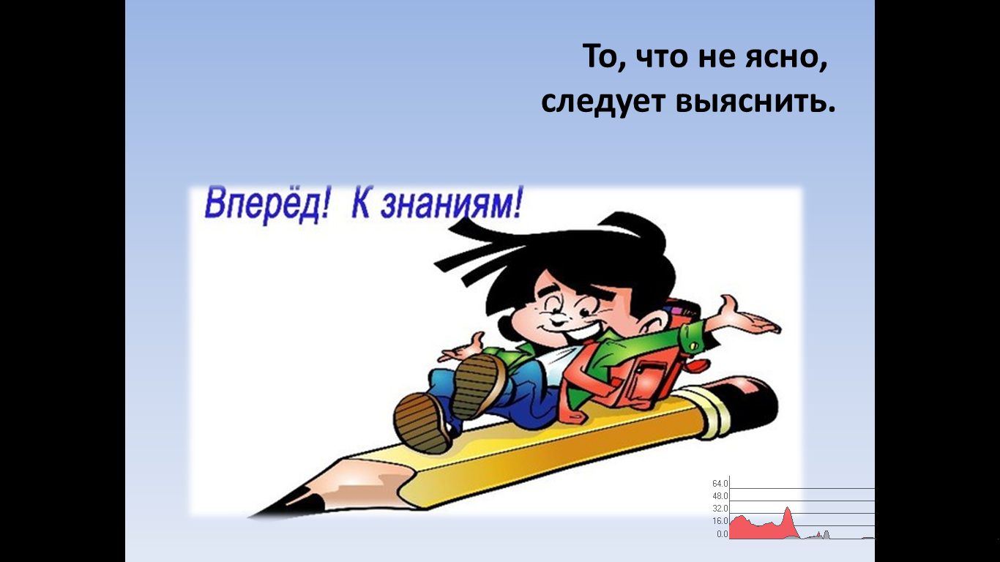 То, что не ясно,
следует выяснить.
Вперёд!  К знаниям!
64.0
48.0
32.0
16.0
0.0